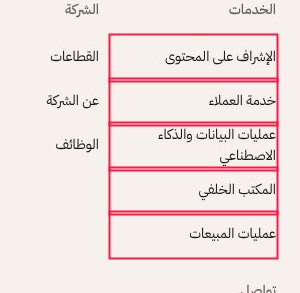 الخدمات
الإشراف على المحتوى
خدمة العملاء
عمليات البيانات والذكاء
الاصطناعي
المكتب الخلفي
عمليات المبيعات
الشركة
القطاعات
عن الشركة
الوظائف
تواصل